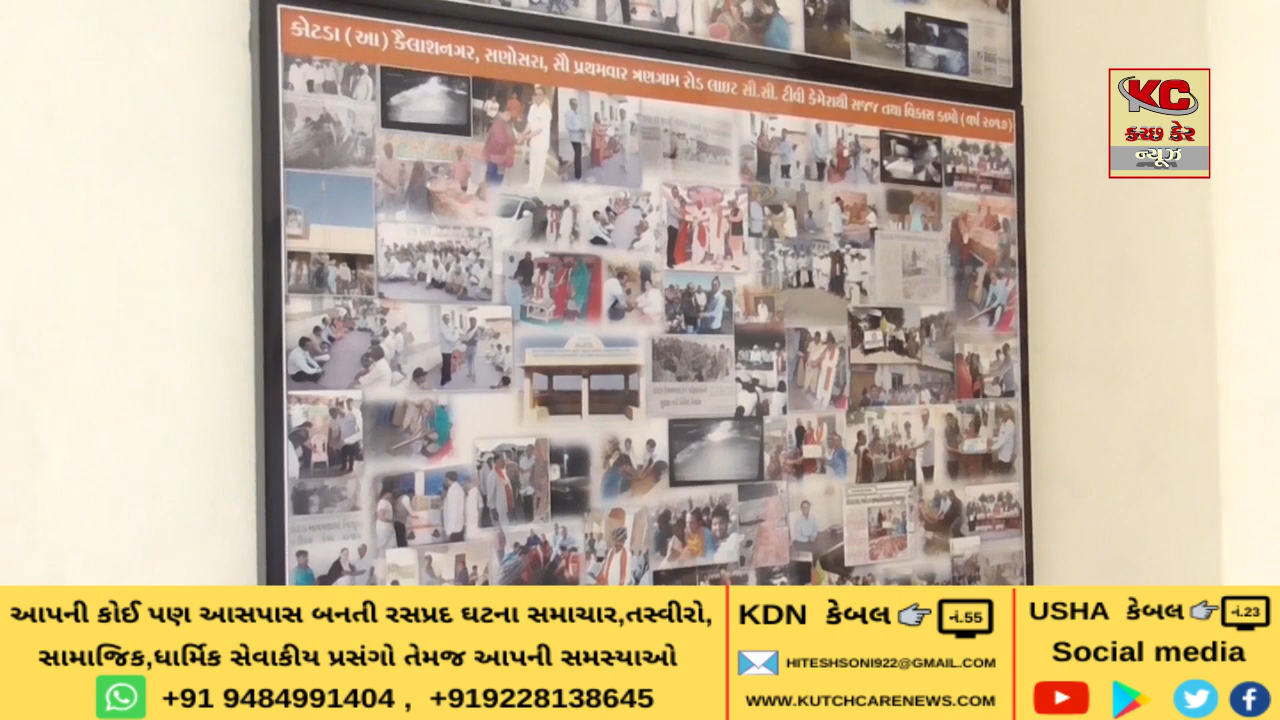 કોટડા (આ) કૈલાશનગર, સણોસરા, સૌ પ્રથમવાર ત્રણગામ રોડ લાઇટ સી.સી. ટીવી કેમેરાથી સજ્જ તથા વિકાસ કામો (વર્ષ ૨૦૧૭)
KC
કચ્છ કેર
ન્યૂઝ
આપની કોઈ પણ આસપાસ બનતી રસપ્રદ ઘટના સમાચાર,તસ્વીરો,
સામાજિક,ધાર્મિક સેવાકીય પ્રસંગો તેમજ આપની સમસ્યાઓ
+91 9484991404 , +919228138645
KDN કેબલ નં.55
HITESHSONI922@GMAIL.COM
WWW.KUTCHCARENEWS.COM
USHA કેબલ નં.23
Social media